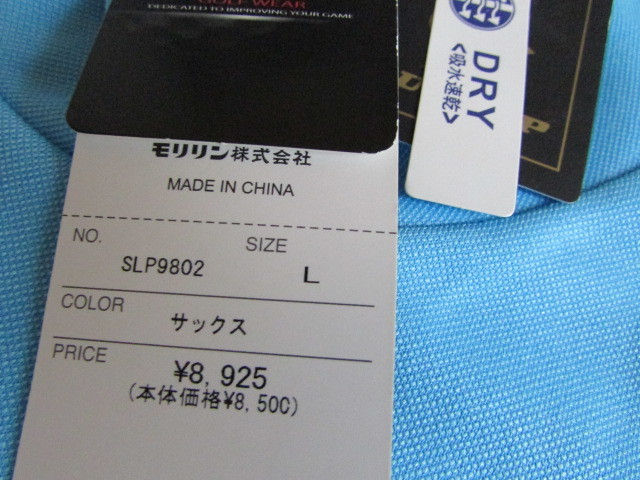 GOLF WEAR
DEDICATED TO IMPROVING YOUR GAME
DRY
<吸水速乾>
モリリン株式会社
MADE IN CHINA
NO. SLP9802
SIZE L
COLOR サックス
PRICE ¥8,925
(本体価格¥8,500)